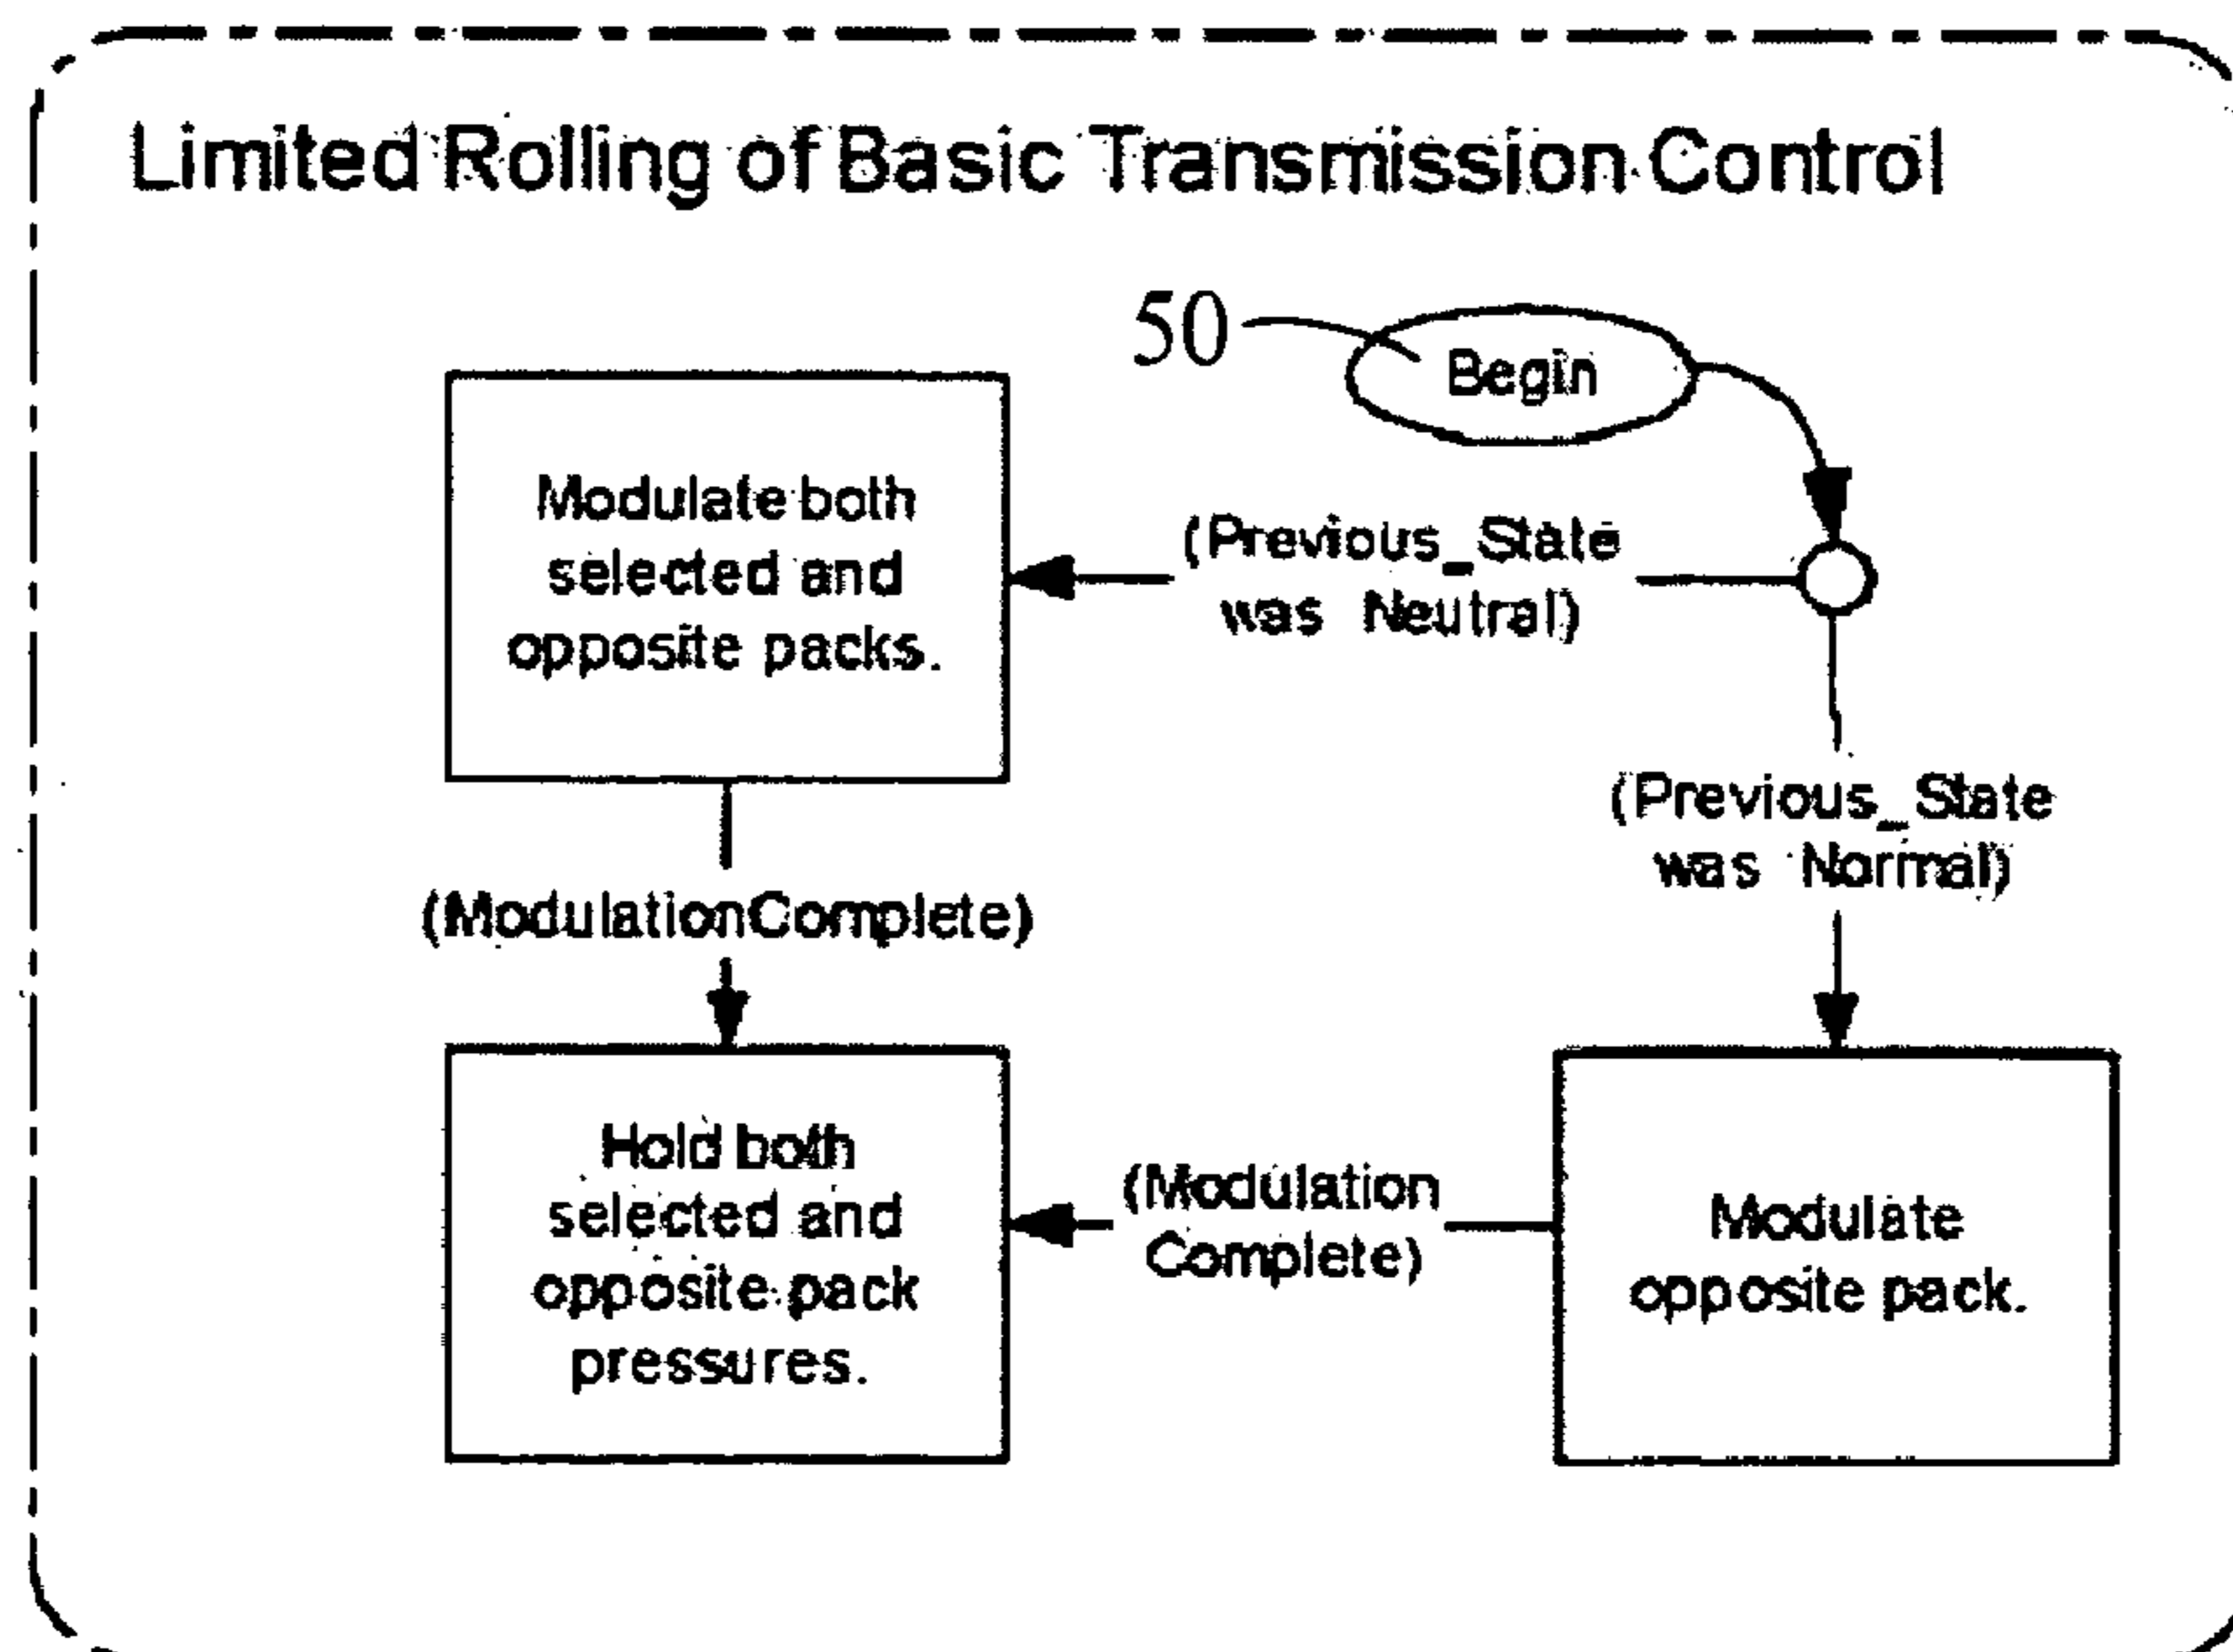 Limited Rolling of Basic Transmission Control
50
Begin
Modulate both
selected and
opposite packs.
(Previous_State
was Neutral)
(Previous_State
was Normal)
(ModulationComplete)
Hold both
selected and
opposite pack
pressures.
(Modulation
Complete)
Modulate
opposite pack.